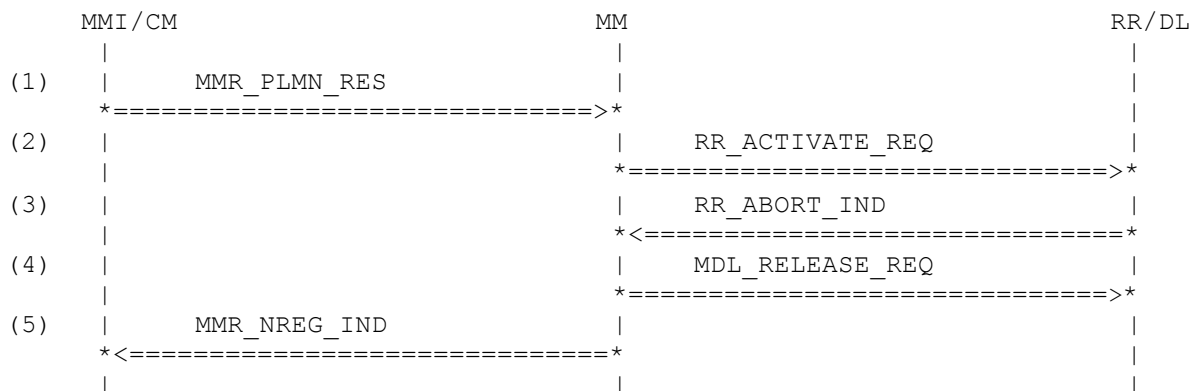 MMI/CM MM RR/DL
(1) MMR_PLMN_RES
(2) RR_ACTIVATE_REQ
(3) RR_ABORT_IND
(4) MDL_RELEASE_REQ
(5) MMR_NREG_IND